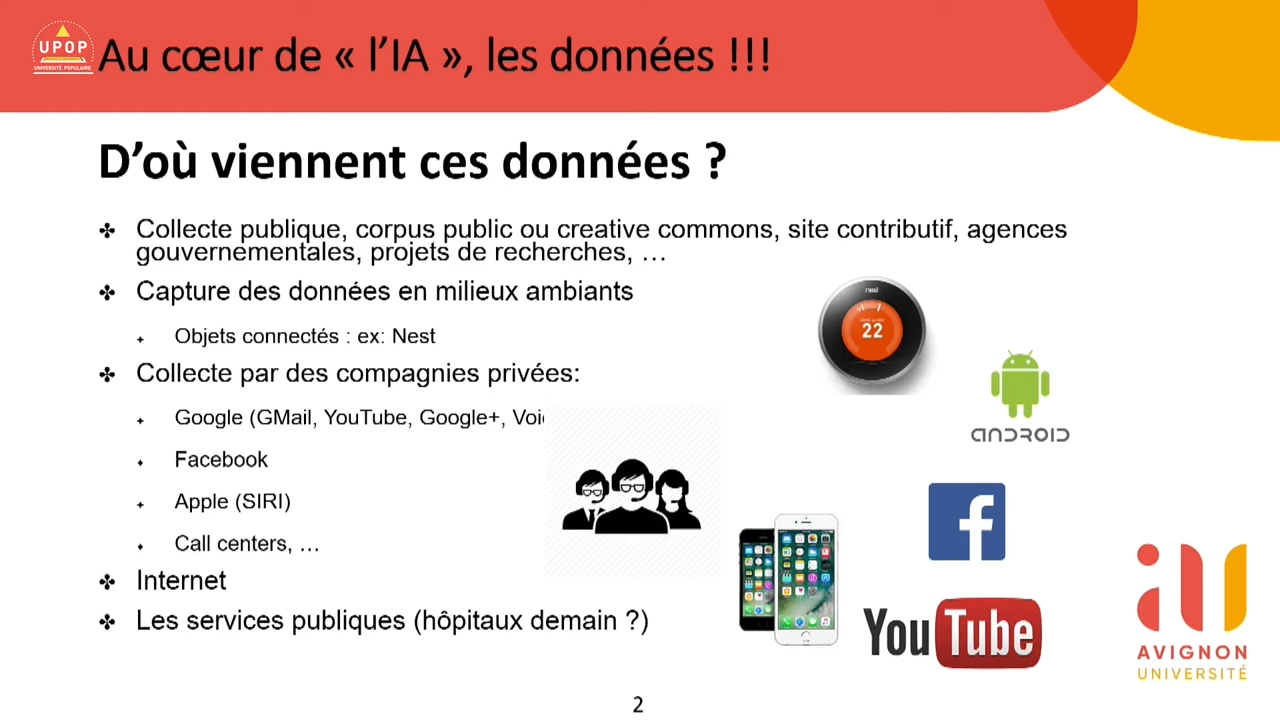 UPOP
UNIVERSITÉ POPULAIRE
Au cœur de « l’IA », les données !!!
D’où viennent ces données ?
Collecte publique, corpus public ou creative commons, site contributif, agences
gouvernementales, projets de recherches, …
Capture des données en milieux ambiants
Objets connectés : ex: Nest
Collecte par des compagnies privées:
Google (GMail, YouTube, Google+,
Facebook
Apple (SIRI)
Call centers, …
Internet
Les services publiques (hôpitaux demain ?)
nest
22
ANDROID
f
YouTube
AVIGNON
UNIVERSITÉ
2